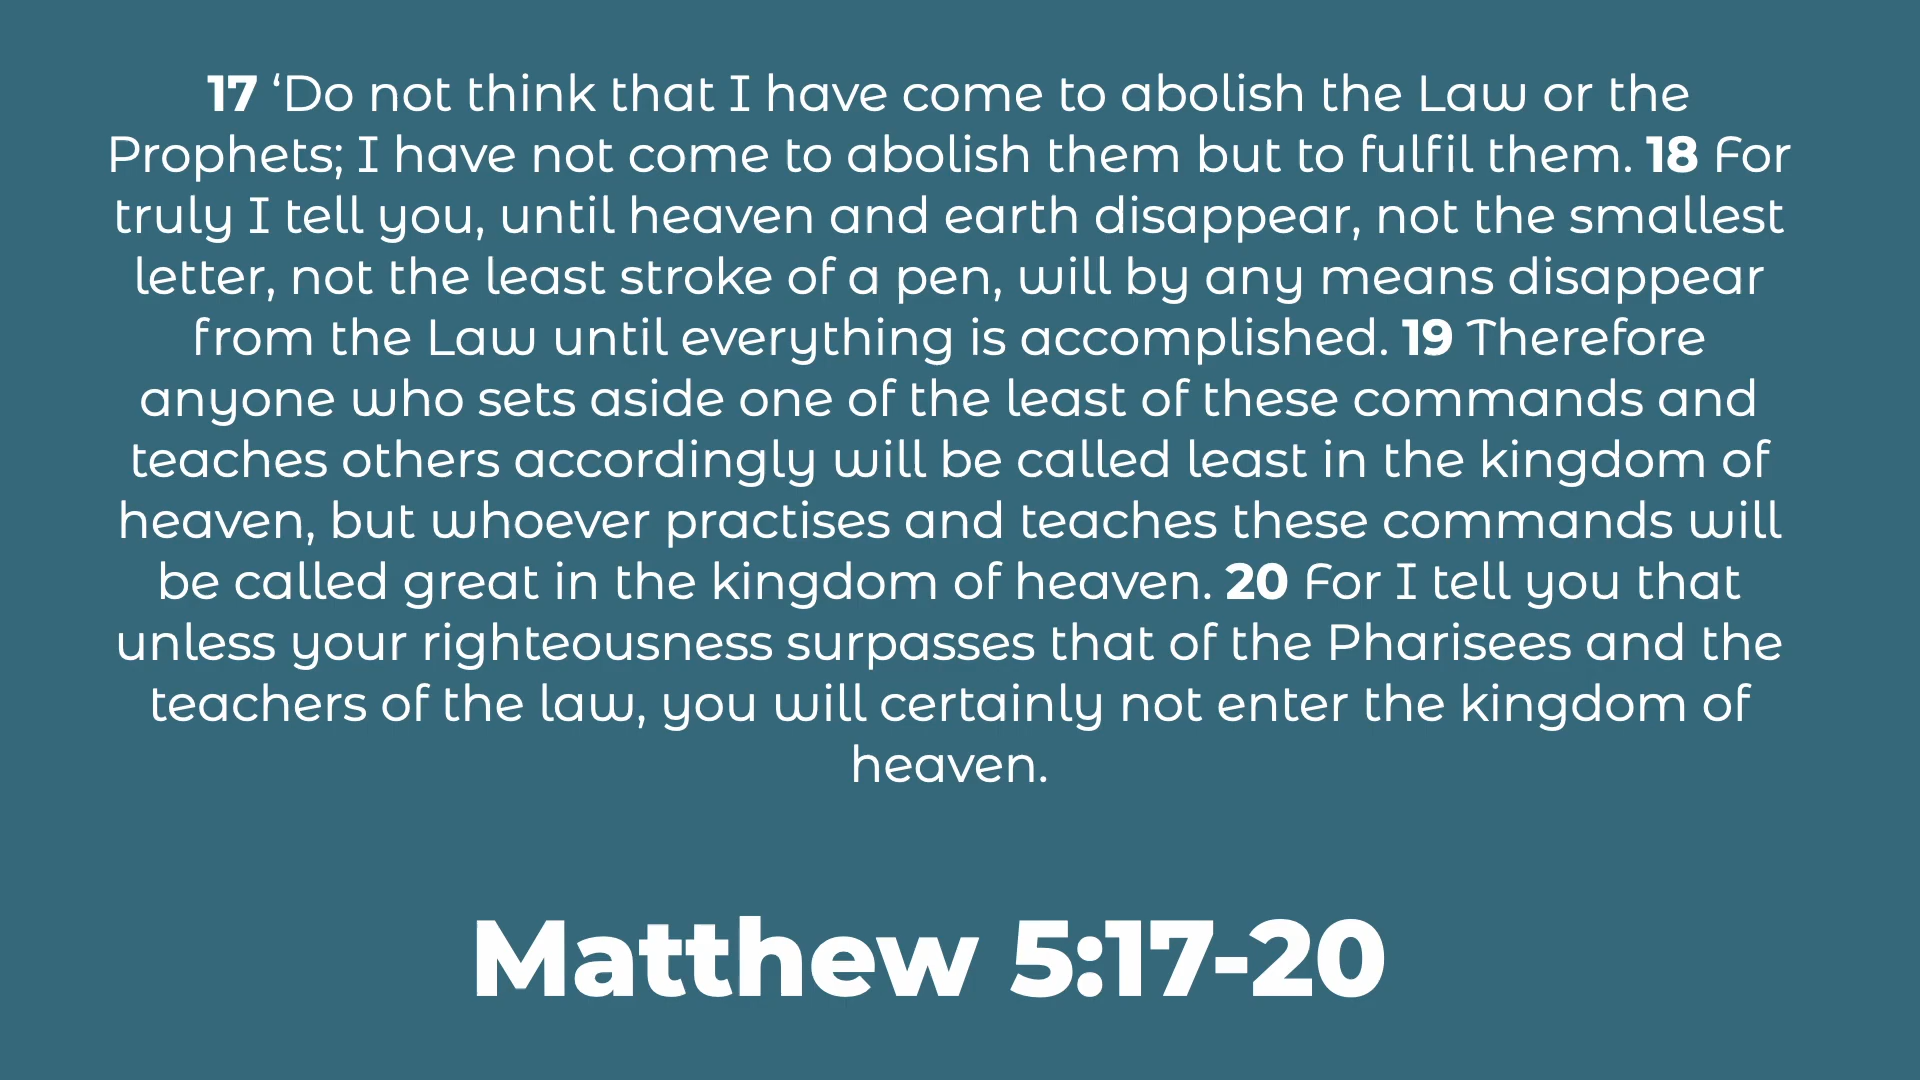 17 ‘Do not think that I have come to abolish the Law or the
Prophets; I have not come to abolish them but to fulfil them. 18 For
truly I tell you, until heaven and earth disappear, not the smallest
letter, not the least stroke of a pen, will by any means disappear
from the Law until everything is accomplished. 19 Therefore
anyone who sets aside one of the least of these commands and
teaches others accordingly will be called least in the kingdom of
heaven, but whoever practises and teaches these commands will
be called great in the kingdom of heaven. 20 For I tell you that
unless your righteousness surpasses that of the Pharisees and the
teachers of the law, you will certainly not enter the kingdom of
heaven.
Matthew 5:17-20